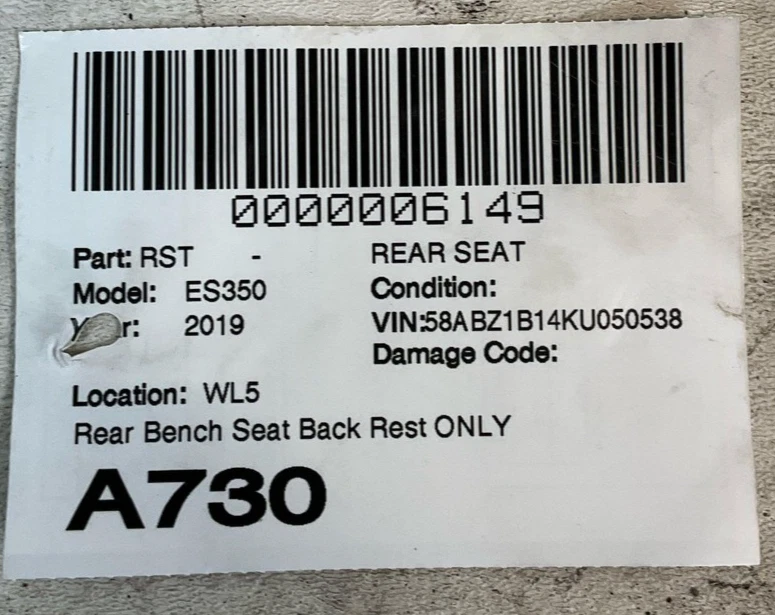 0000006149
Part: RST - REAR SEAT
Model: ES350 Condition:
2019 VIN:58ABZ1B14KU050538
Damage Code:
Location: WL5
Rear Bench Seat Back Rest ONLY
A730